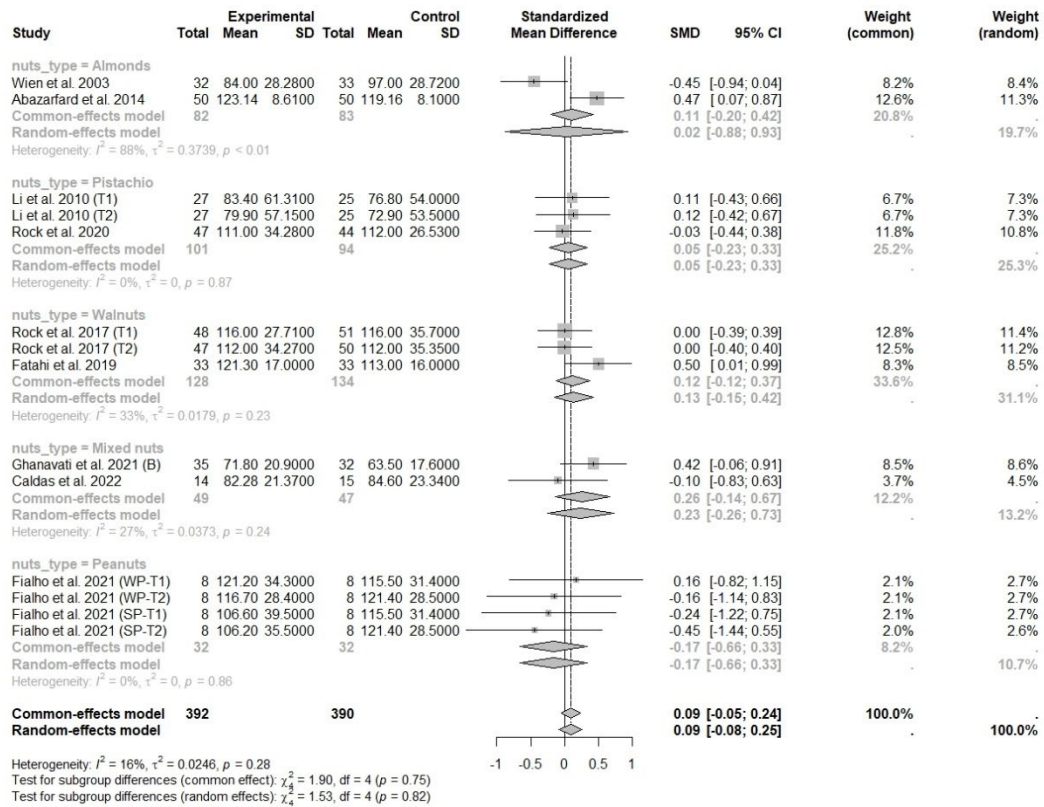 Experimental Control Standardized Weight Weight
Study Total Mean SD Total Mean SD Mean Difference SMD 95% CI (common) (random)
nuts_type = Almonds
Wien et al. 2003 32 84.00 28.2800 33 97.00 28.7200 -0.45 [-0.94; 0.04] 8.2% 8.4%
Abazarfard et al. 2014 50 123.14 8.6100 50 119.16 8.1000 0.47 [0.07; 0.87] 12.6% 11.3%
Common-effects model 82 83 0.11 [-0.20; 0.42] 20.8% .
Random-effects model 0.02 [-0.88; 0.93] . 19.7%
Heterogeneity: I² = 88%, τ² = 0.3739, p < 0.01
nuts_type = Pistachio
Li et al. 2010 (T1) 27 83.40 61.3100 25 76.80 54.0000 0.11 [-0.43; 0.66] 6.7% 7.3%
Li et al. 2010 (T2) 27 79.90 57.1500 25 72.90 53.5000 0.12 [-0.42; 0.67] 6.7% 7.3%
Rock et al. 2020 47 111.00 34.2800 44 112.00 26.5300 -0.03 [-0.44; 0.38] 11.8% 10.8%
Common-effects model 101 94 0.05 [-0.23; 0.33] 25.2% .
Random-effects model 0.05 [-0.23; 0.33] . 25.3%
Heterogeneity: I² = 0%, τ² = 0, p = 0.87
nuts_type = Walnuts
Rock et al. 2017 (T1) 48 116.00 27.7100 51 116.00 35.7000 0.00 [-0.39; 0.39] 12.8% 11.4%
Rock et al. 2017 (T2) 47 112.00 34.2700 50 112.00 35.3500 0.00 [-0.40; 0.40] 12.5% 11.2%
Fatahi et al. 2019 33 121.30 17.0000 33 113.00 16.0000 0.50 [0.01; 0.99] 8.3% 8.5%
Common-effects model 128 134 0.12 [-0.12; 0.37] 33.6% .
Random-effects model 0.13 [-0.15; 0.42] . 31.1%
Heterogeneity: I² = 33%, τ² = 0.0179, p = 0.23
nuts_type = Mixed nuts
Ghanavati et al. 2021 (B) 35 71.80 20.9000 32 63.50 17.6000 0.42 [-0.06; 0.91] 8.5% 8.6%
Caldas et al. 2022 14 82.28 21.3700 15 84.60 23.3400 -0.10 [-0.83; 0.63] 3.7% 4.5%
Common-effects model 49 47 0.26 [-0.14; 0.67] 12.2% .
Random-effects model 0.23 [-0.26; 0.73] . 13.2%
Heterogeneity: I² = 27%, τ² = 0.0373, p = 0.24
nuts_type = Peanuts
Fialho et al. 2021 (WP-T1) 8 121.20 34.3000 8 115.50 31.4000 0.16 [-0.82; 1.15] 2.1% 2.7%
Fialho et al. 2021 (WP-T2) 8 116.70 28.4000 8 121.40 28.5000 -0.16 [-1.14; 0.83] 2.1% 2.7%
Fialho et al. 2021 (SP-T1) 8 106.60 39.5000 8 115.50 31.4000 -0.24 [-1.22; 0.75] 2.1% 2.7%
Fialho et al. 2021 (SP-T2) 8 106.20 35.5000 8 121.40 28.5000 -0.45 [-1.44; 0.55] 2.0% 2.6%
Common-effects model 32 32 -0.17 [-0.66; 0.33] 8.2% .
Random-effects model -0.17 [-0.66; 0.33] . 10.7%
Heterogeneity: I² = 0%, τ² = 0, p = 0.86
Common-effects model 392 390 0.09 [-0.05; 0.24] 100.0% .
Random-effects model 0.09 [-0.08; 0.25] . 100.0%
Heterogeneity: I² = 16%, τ² = 0.0246, p = 0.28 -1 -0.5 0 0.5 1
Test for subgroup differences (common effect): χ²₄ = 1.90, df = 4 (p = 0.75)
Test for subgroup differences (random effects): χ²₄ = 1.53, df = 4 (p = 0.82)